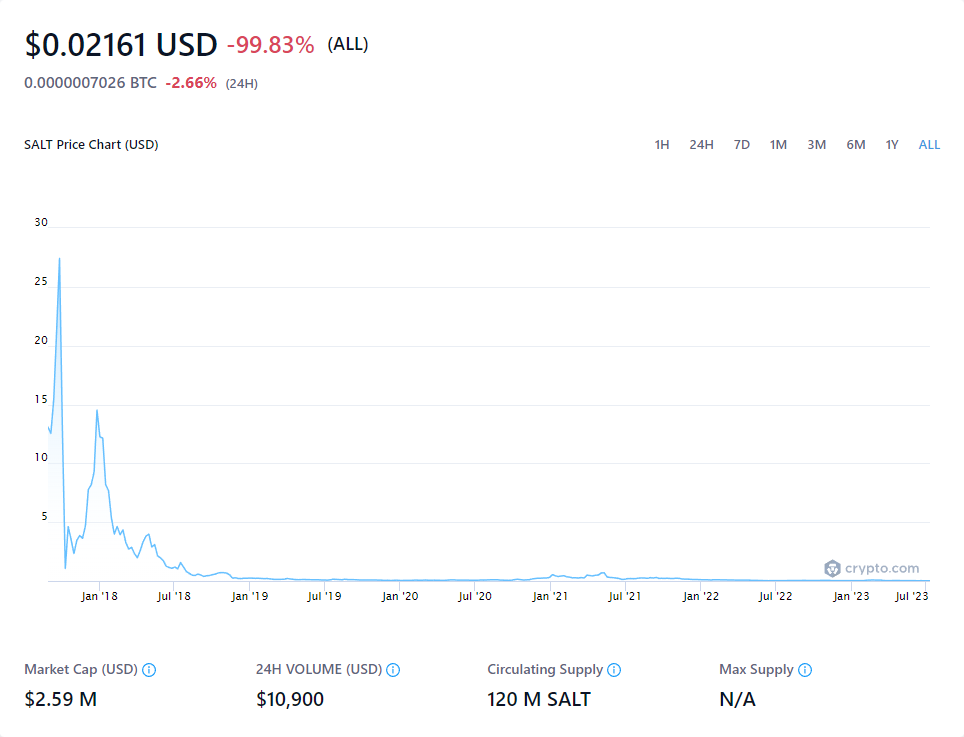 $0.02161 USD -99.83% (ALL)
0.0000007026 BTC -2.66% (24H)
SALT Price Chart (USD) 1H 24H 7D 1M 3M 6M 1Y ALL
30
25
20
15
10
5
crypto.com
Jan '18 Jul '18 Jan '19 Jul '19 Jan '20 Jul '20 Jan '21 Jul '21 Jan '22 Jul '22 Jan '23 Jul '23
Market Cap (USD) 24H VOLUME (USD) Circulating Supply Max Supply
$2.59 M $10,900 120 M SALT N/A